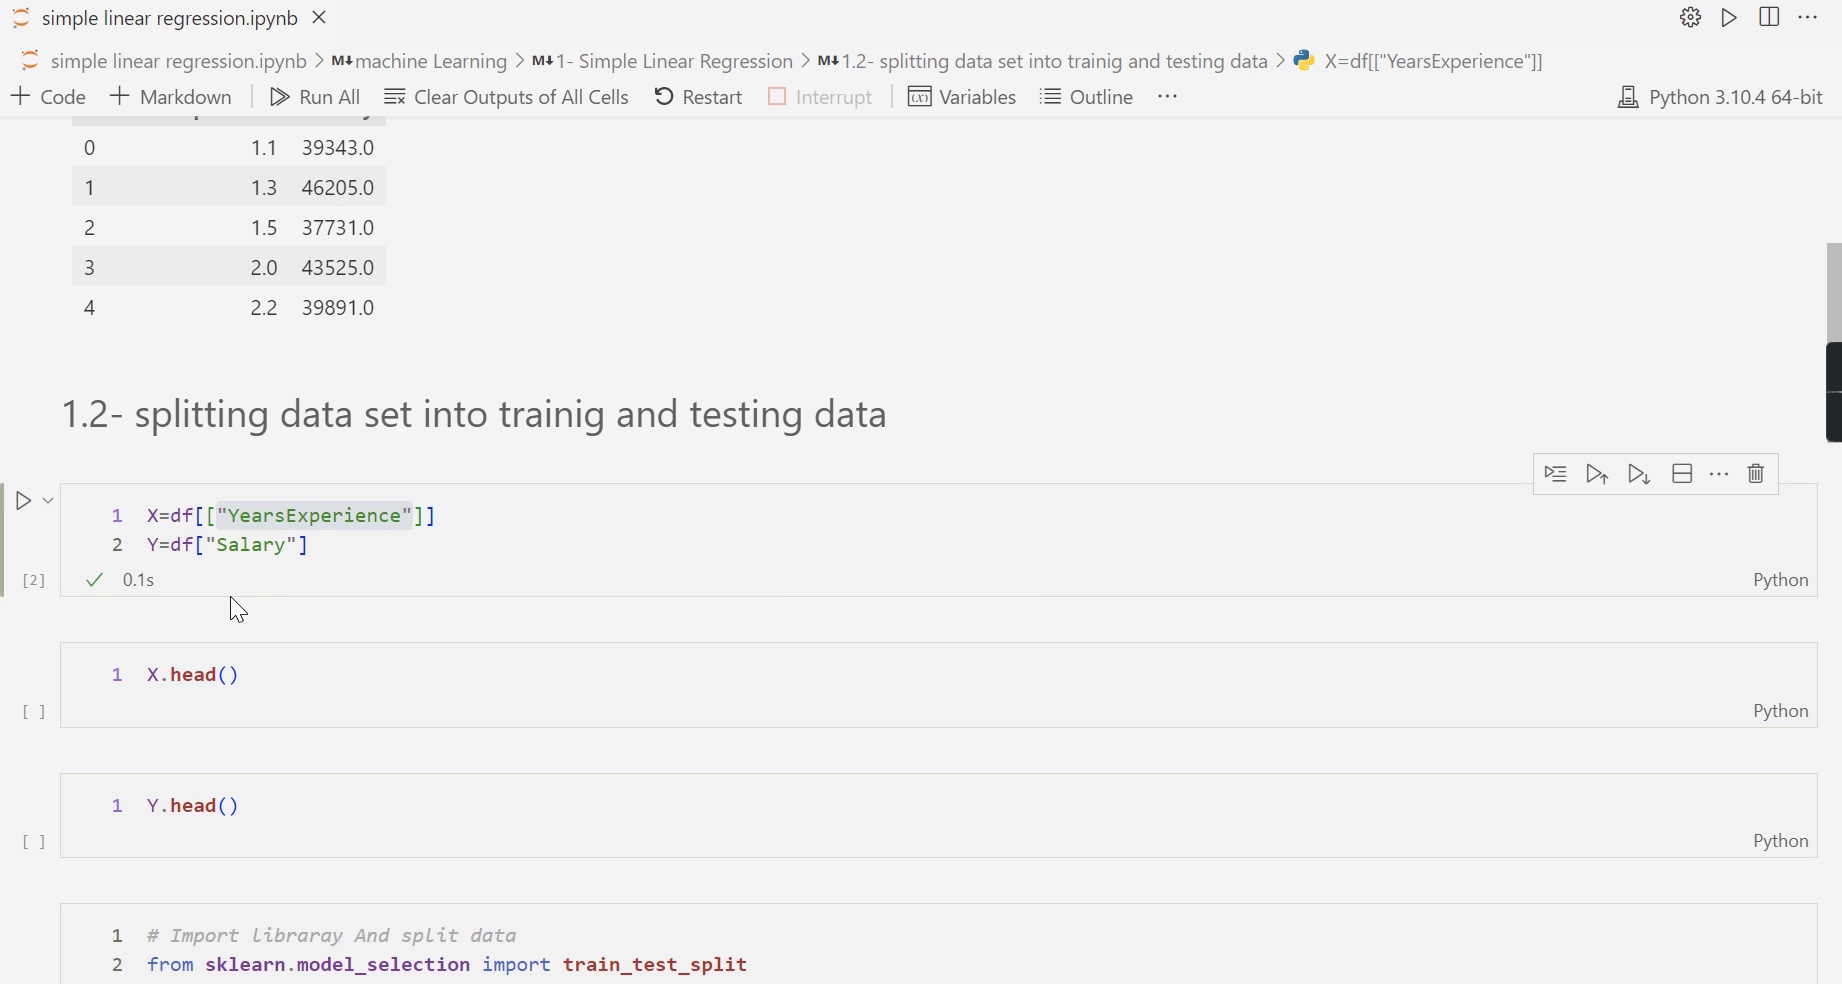 simple linear regression.ipynb
simple linear regression.ipynb > M↓ machine Learning > M↓ 1- Simple Linear Regression > M↓ 1.2- splitting data set into trainig and testing data > X=df[["YearsExperience"]]
+ Code + Markdown | Run All Clear Outputs of All Cells Restart Interrupt | Variables Outline ··· Python 3.10.4 64-bit
0 1.1 39343.0
1 1.3 46205.0
2 1.5 37731.0
3 2.0 43525.0
4 2.2 39891.0
1.2- splitting data set into trainig and testing data
1 X=df[["YearsExperience"]]
2 Y=df["Salary"]
[2] ✓ 0.1s Python
1 X.head()
[ ] Python
1 Y.head()
[ ] Python
1 # Import Libraray And split data
2 from sklearn.model_selection import train_test_split